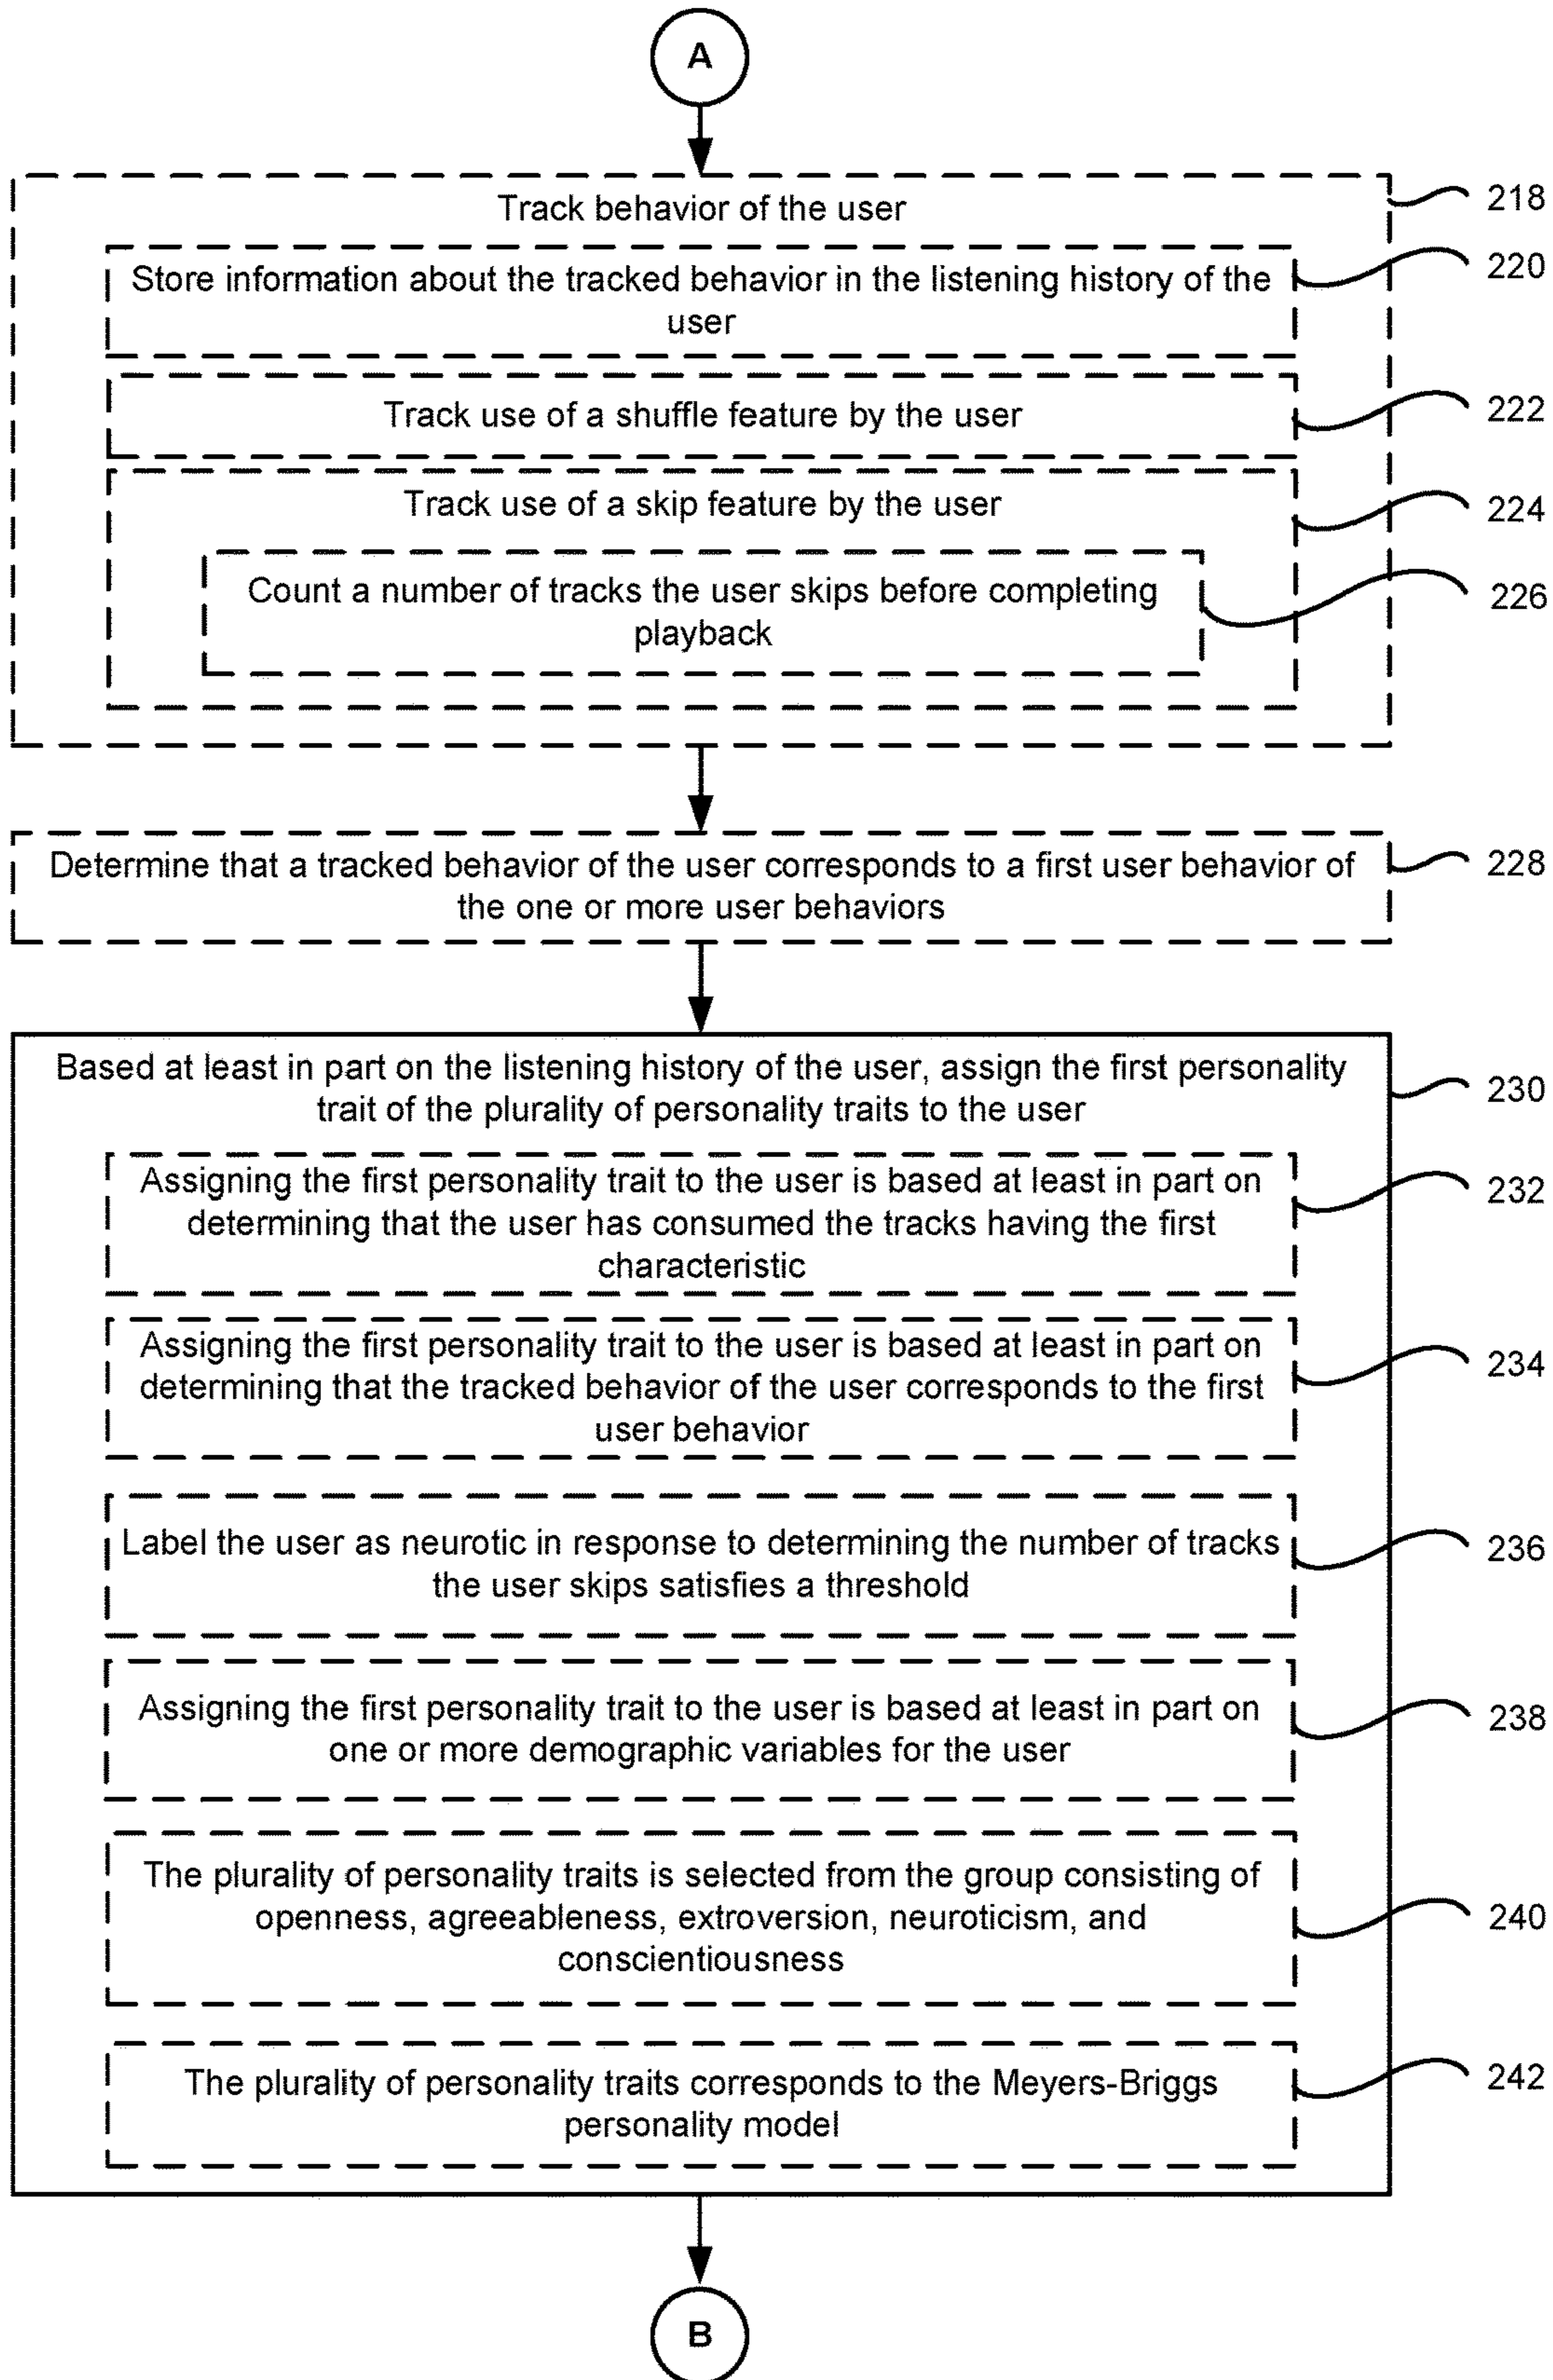 A
Track behavior of the user
218
Store information about the tracked behavior in the listening history of the
user
220
Track use of a shuffle feature by the user
222
Track use of a skip feature by the user
224
Count a number of tracks the user skips before completing
playback
226
Determine that a tracked behavior of the user corresponds to a first user behavior of
the one or more user behaviors
228
Based at least in part on the listening history of the user, assign the first personality
trait of the plurality of personality traits to the user
230
Assigning the first personality trait to the user is based at least in part on
determining that the user has consumed the tracks having the first
characteristic
232
Assigning the first personality trait to the user is based at least in part on
determining that the tracked behavior of the user corresponds to the first
user behavior
234
Label the user as neurotic in response to determining the number of tracks
the user skips satisfies a threshold
236
Assigning the first personality trait to the user is based at least in part on
one or more demographic variables for the user
238
The plurality of personality traits is selected from the group consisting of
openness, agreeableness, extroversion, neuroticism, and
conscientiousness
240
The plurality of personality traits corresponds to the Meyers-Briggs
personality model
242
B